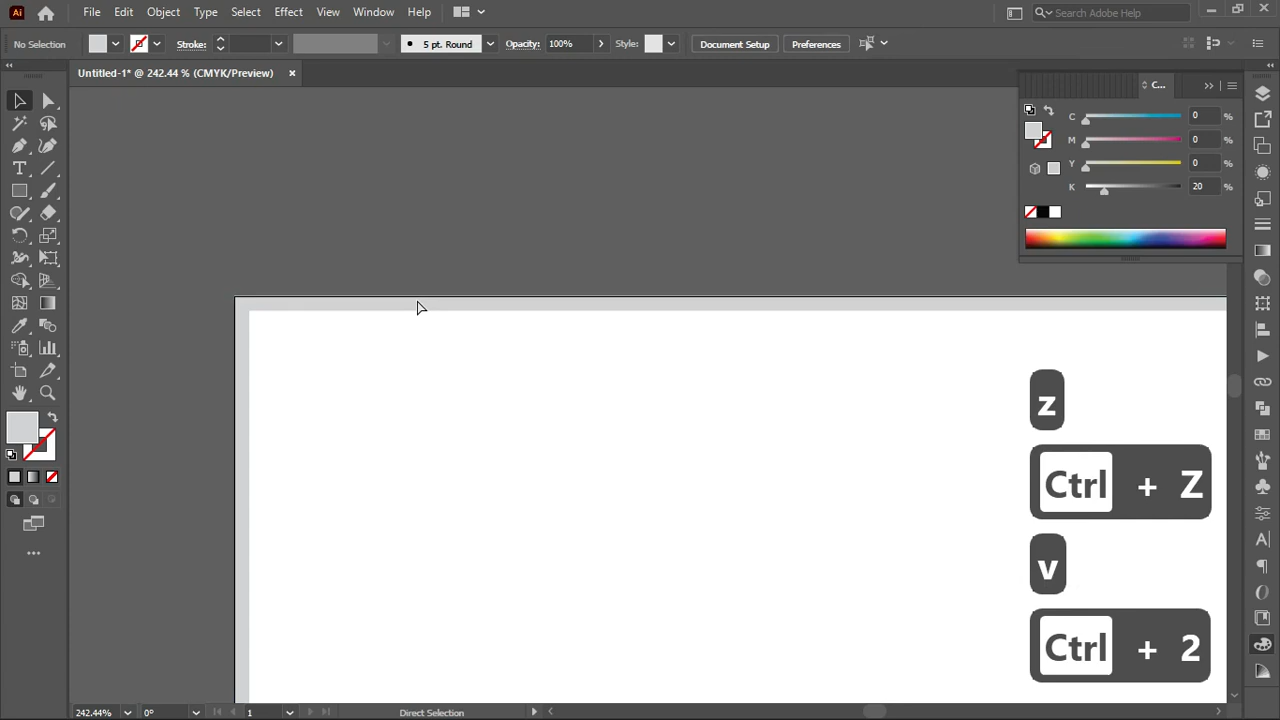 Ai File Edit Object Type Select Effect View Window Help Search Adobe Help
No Selection Stroke: 5 pt. Round Opacity: 100% Style: Document Setup Preferences
Untitled-1* @ 242.44 % (CMYK/Preview) ×
C...
C 0 %
M 0 %
Y 0 %
K 20 %
z
Ctrl + Z
v
Ctrl + 2
242.44% 0° 1 Direct Selection